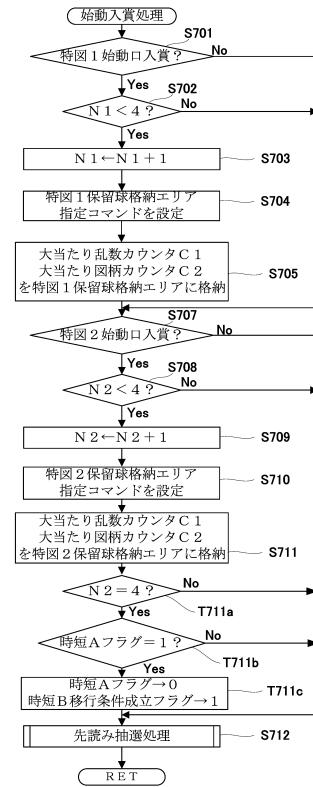 始動入賞処理
S701
特図１始動口入賞？
No
Yes
S702
Ｎ１＜４？
No
Yes
Ｎ１←Ｎ１＋１
S703
特図１保留球格納エリア
指定コマンドを設定
S704
大当たり乱数カウンタＣ１
大当たり図柄カウンタＣ２
を特図１保留球格納エリアに格納
S705
S707
特図２始動口入賞？
No
Yes
S708
Ｎ２＜４？
No
Yes
Ｎ２←Ｎ２＋１
S709
特図２保留球格納エリア
指定コマンドを設定
S710
大当たり乱数カウンタＣ１
大当たり図柄カウンタＣ２
を特図２保留球格納エリアに格納
S711
Ｎ２＝４？
No
T711a
Yes
時短Ａフラグ＝１？
No
T711b
Yes
時短Ａフラグ→０
時短Ｂ移行条件成立フラグ→１
T711c
先読み抽選処理
S712
ＲＥＴ